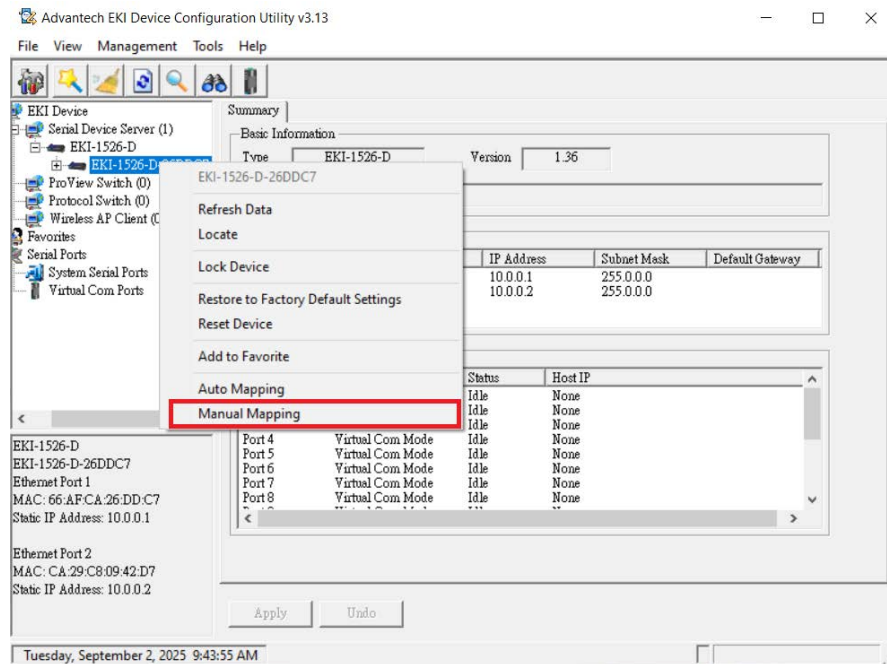 Advantech EKI Device Configuration Utility v3.13
File View Management Tools Help
EKI Device
Serial Device Server (1)
EKI-1526-D
EKI-1526-D-26DDC7
ProView Switch (0)
Protocol Switch (0)
Wireless AP Client (0
Favorites
Serial Ports
System Serial Ports
Virtual Com Ports
Summary
Basic Information
Type EKI-1526-D Version 1.36
EKI-1526-D-26DDC7
Refresh Data
Locate
Lock Device
Restore to Factory Default Settings
Reset Device
Add to Favorite
Auto Mapping
Manual Mapping
IP Address Subnet Mask Default Gateway
10.0.0.1 255.0.0.0
10.0.0.2 255.0.0.0
Status Host IP
Idle None
Idle None
Idle None
Port 4 Virtual Com Mode Idle None
Port 5 Virtual Com Mode Idle None
Port 6 Virtual Com Mode Idle None
Port 7 Virtual Com Mode Idle None
Port 8 Virtual Com Mode Idle None
EKI-1526-D
EKI-1526-D-26DDC7
Ethernet Port 1
MAC: 66:AF:CA:26:DD:C7
Static IP Address: 10.0.0.1
Ethernet Port 2
MAC: CA:29:C8:09:42:D7
Static IP Address: 10.0.0.2
Apply Undo
Tuesday, September 2, 2025 9:43:55 AM